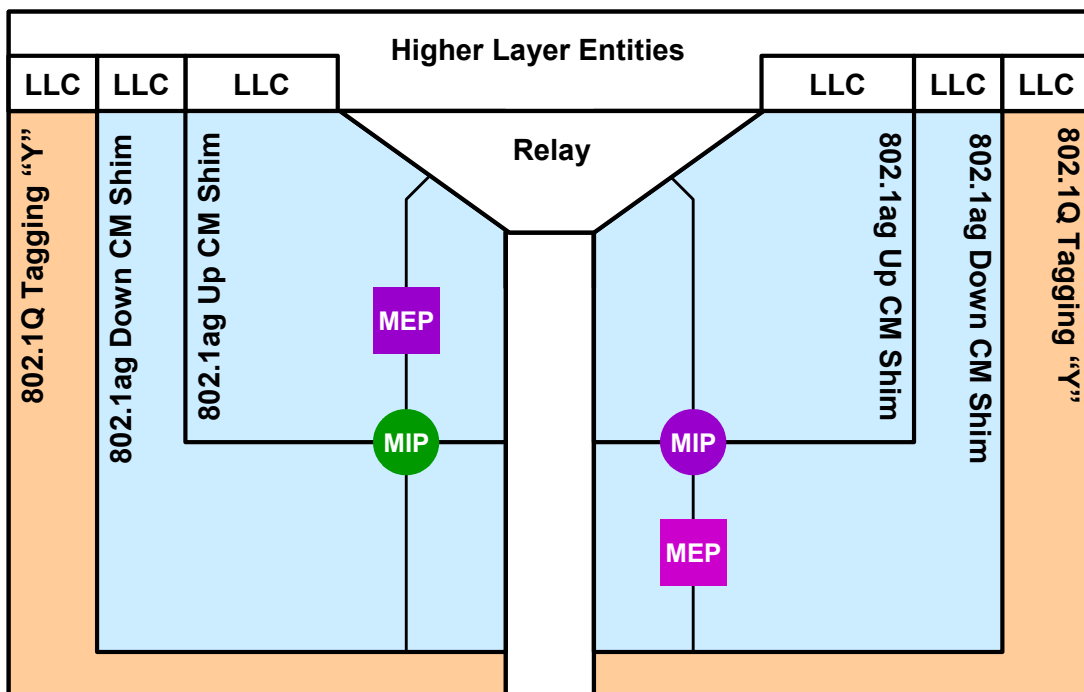 Higher Layer Entities
LLC
LLC
LLC
LLC
LLC
LLC
Relay
802.1Q Tagging “Y”
802.1ag Down CM Shim
802.1ag Up CM Shim
802.1ag Up CM Shim
802.1ag Down CM Shim
802.1Q Tagging “Y”
MEP
MIP
MIP
MEP